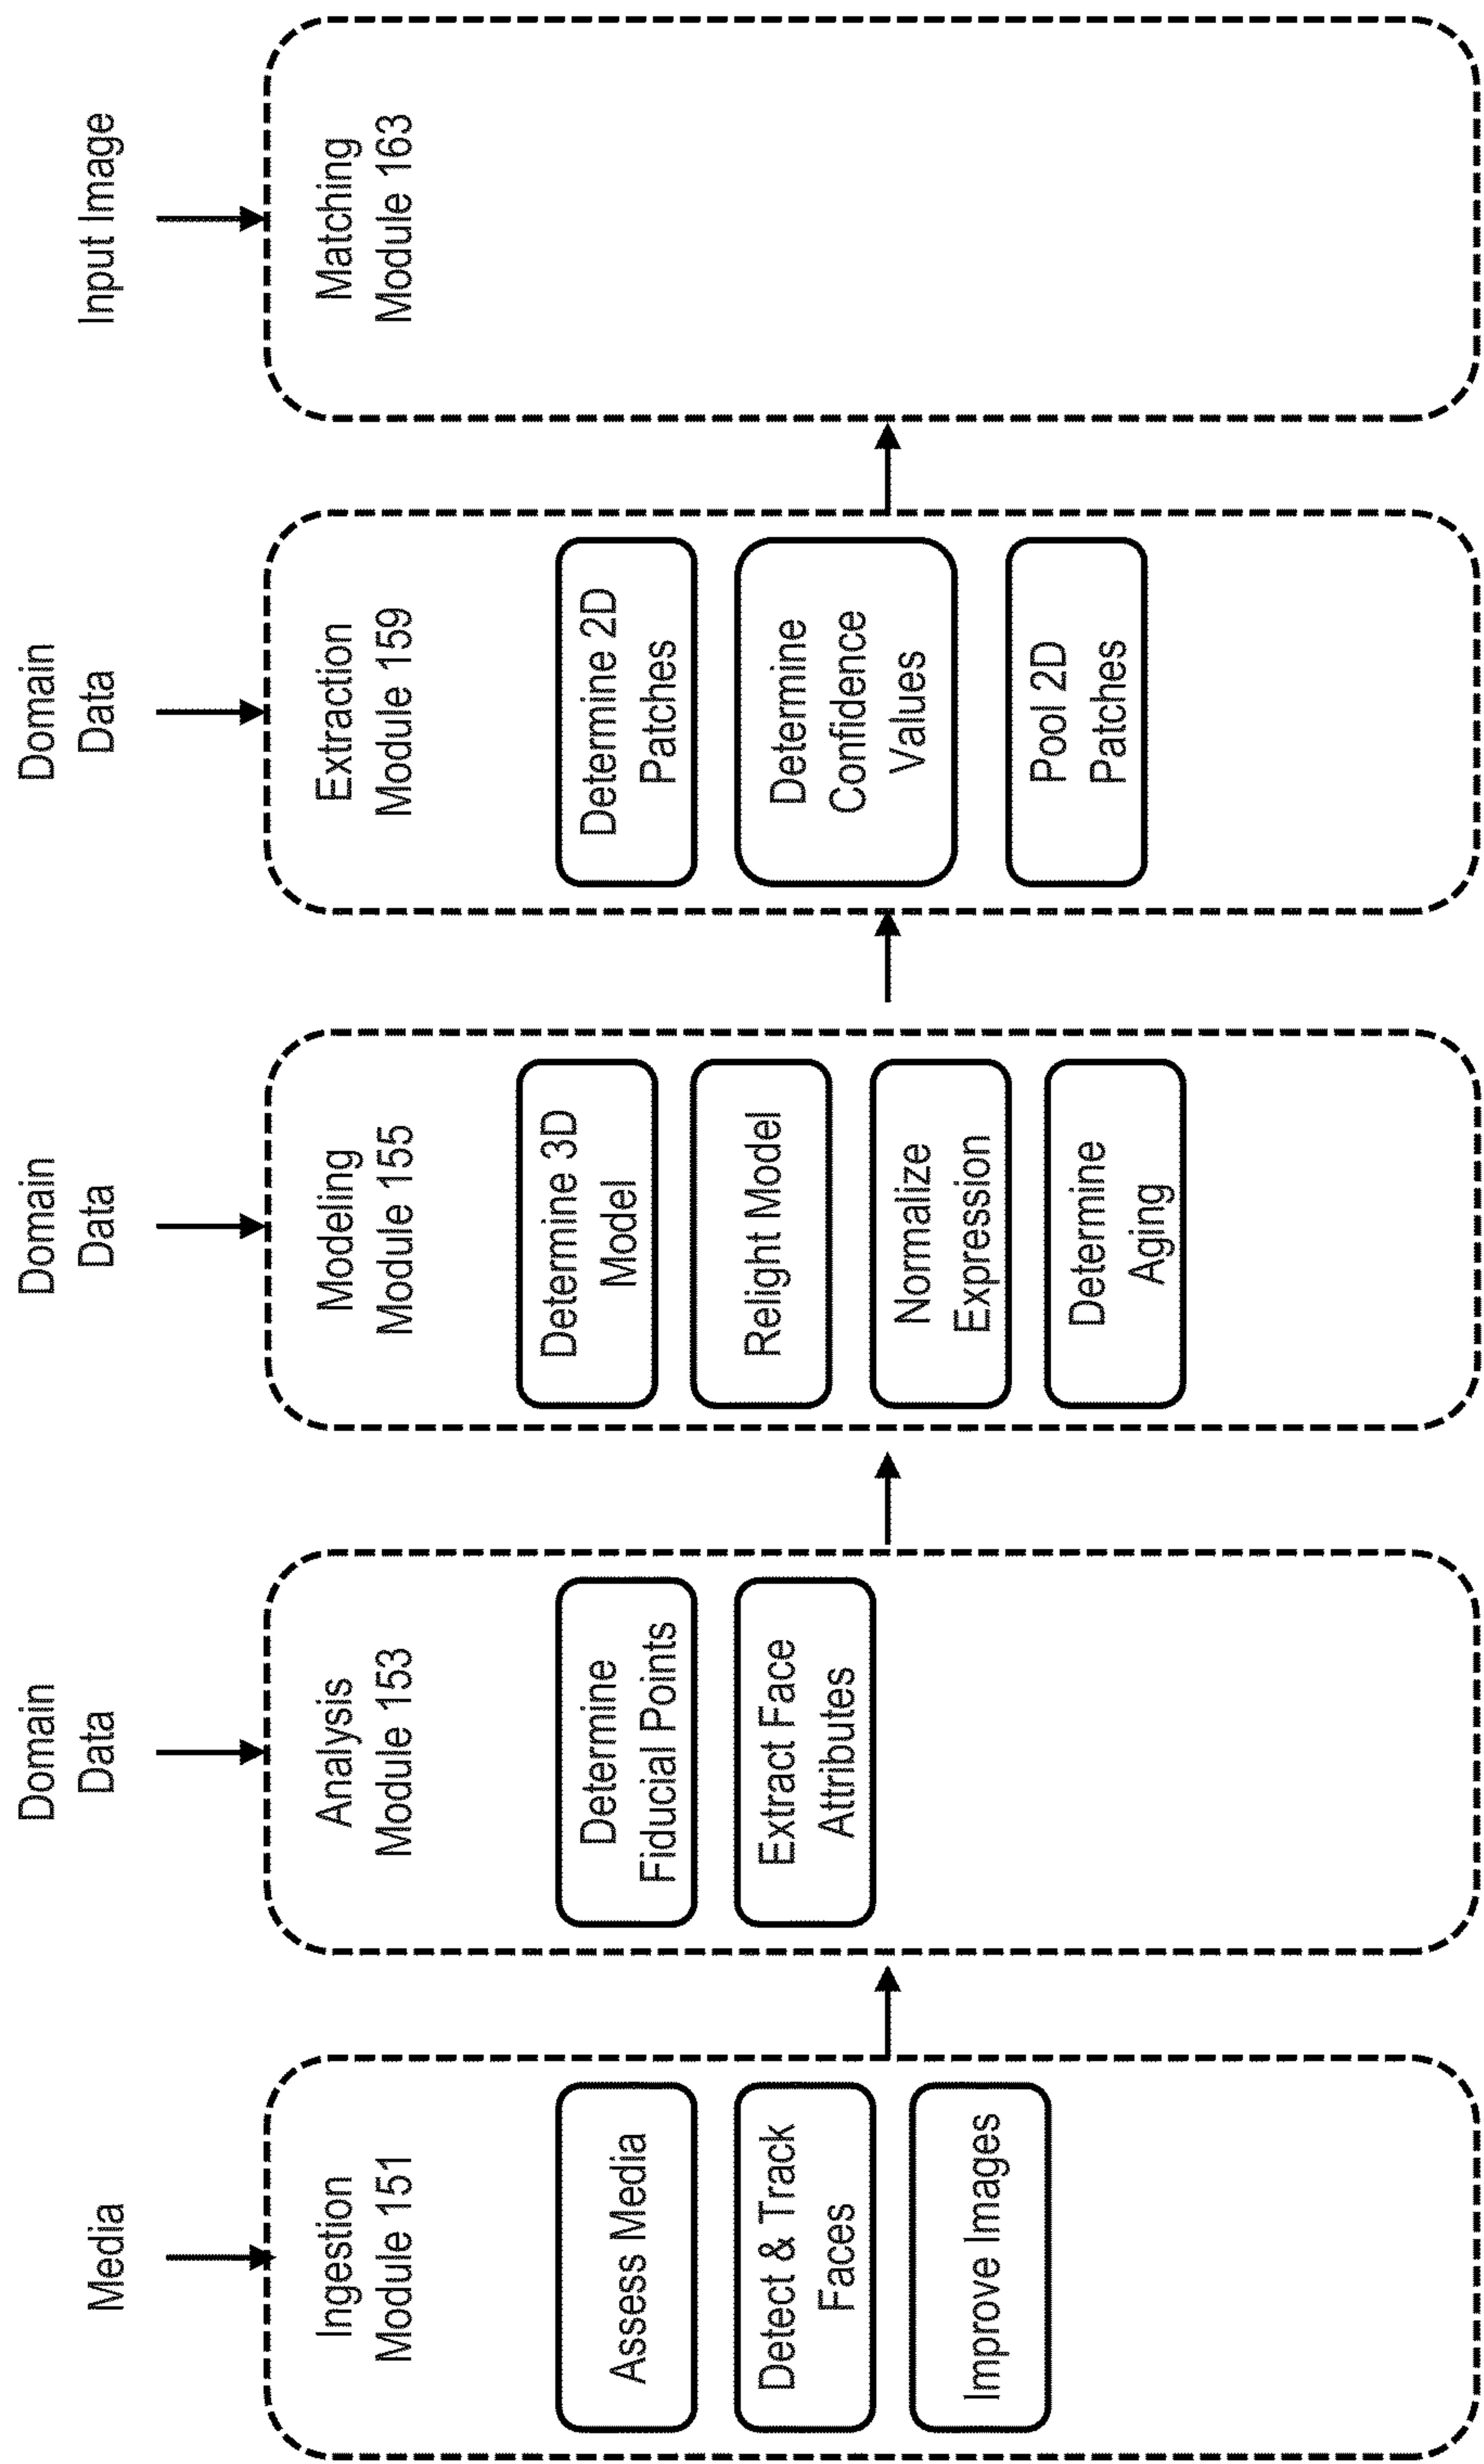 Media
Ingestion
Module 151
Assess Media
Detect & Track
Faces
Improve Images
Domain
Data
Analysis
Module 153
Determine
Fiducial Points
Extract Face
Attributes
Domain
Data
Modeling
Module 155
Determine 3D
Model
Relight Model
Normalize
Expression
Determine
Aging
Domain
Data
Extraction
Module 159
Determine 2D
Patches
Determine
Confidence
Values
Pool 2D
Patches
Input Image
Matching
Module 163